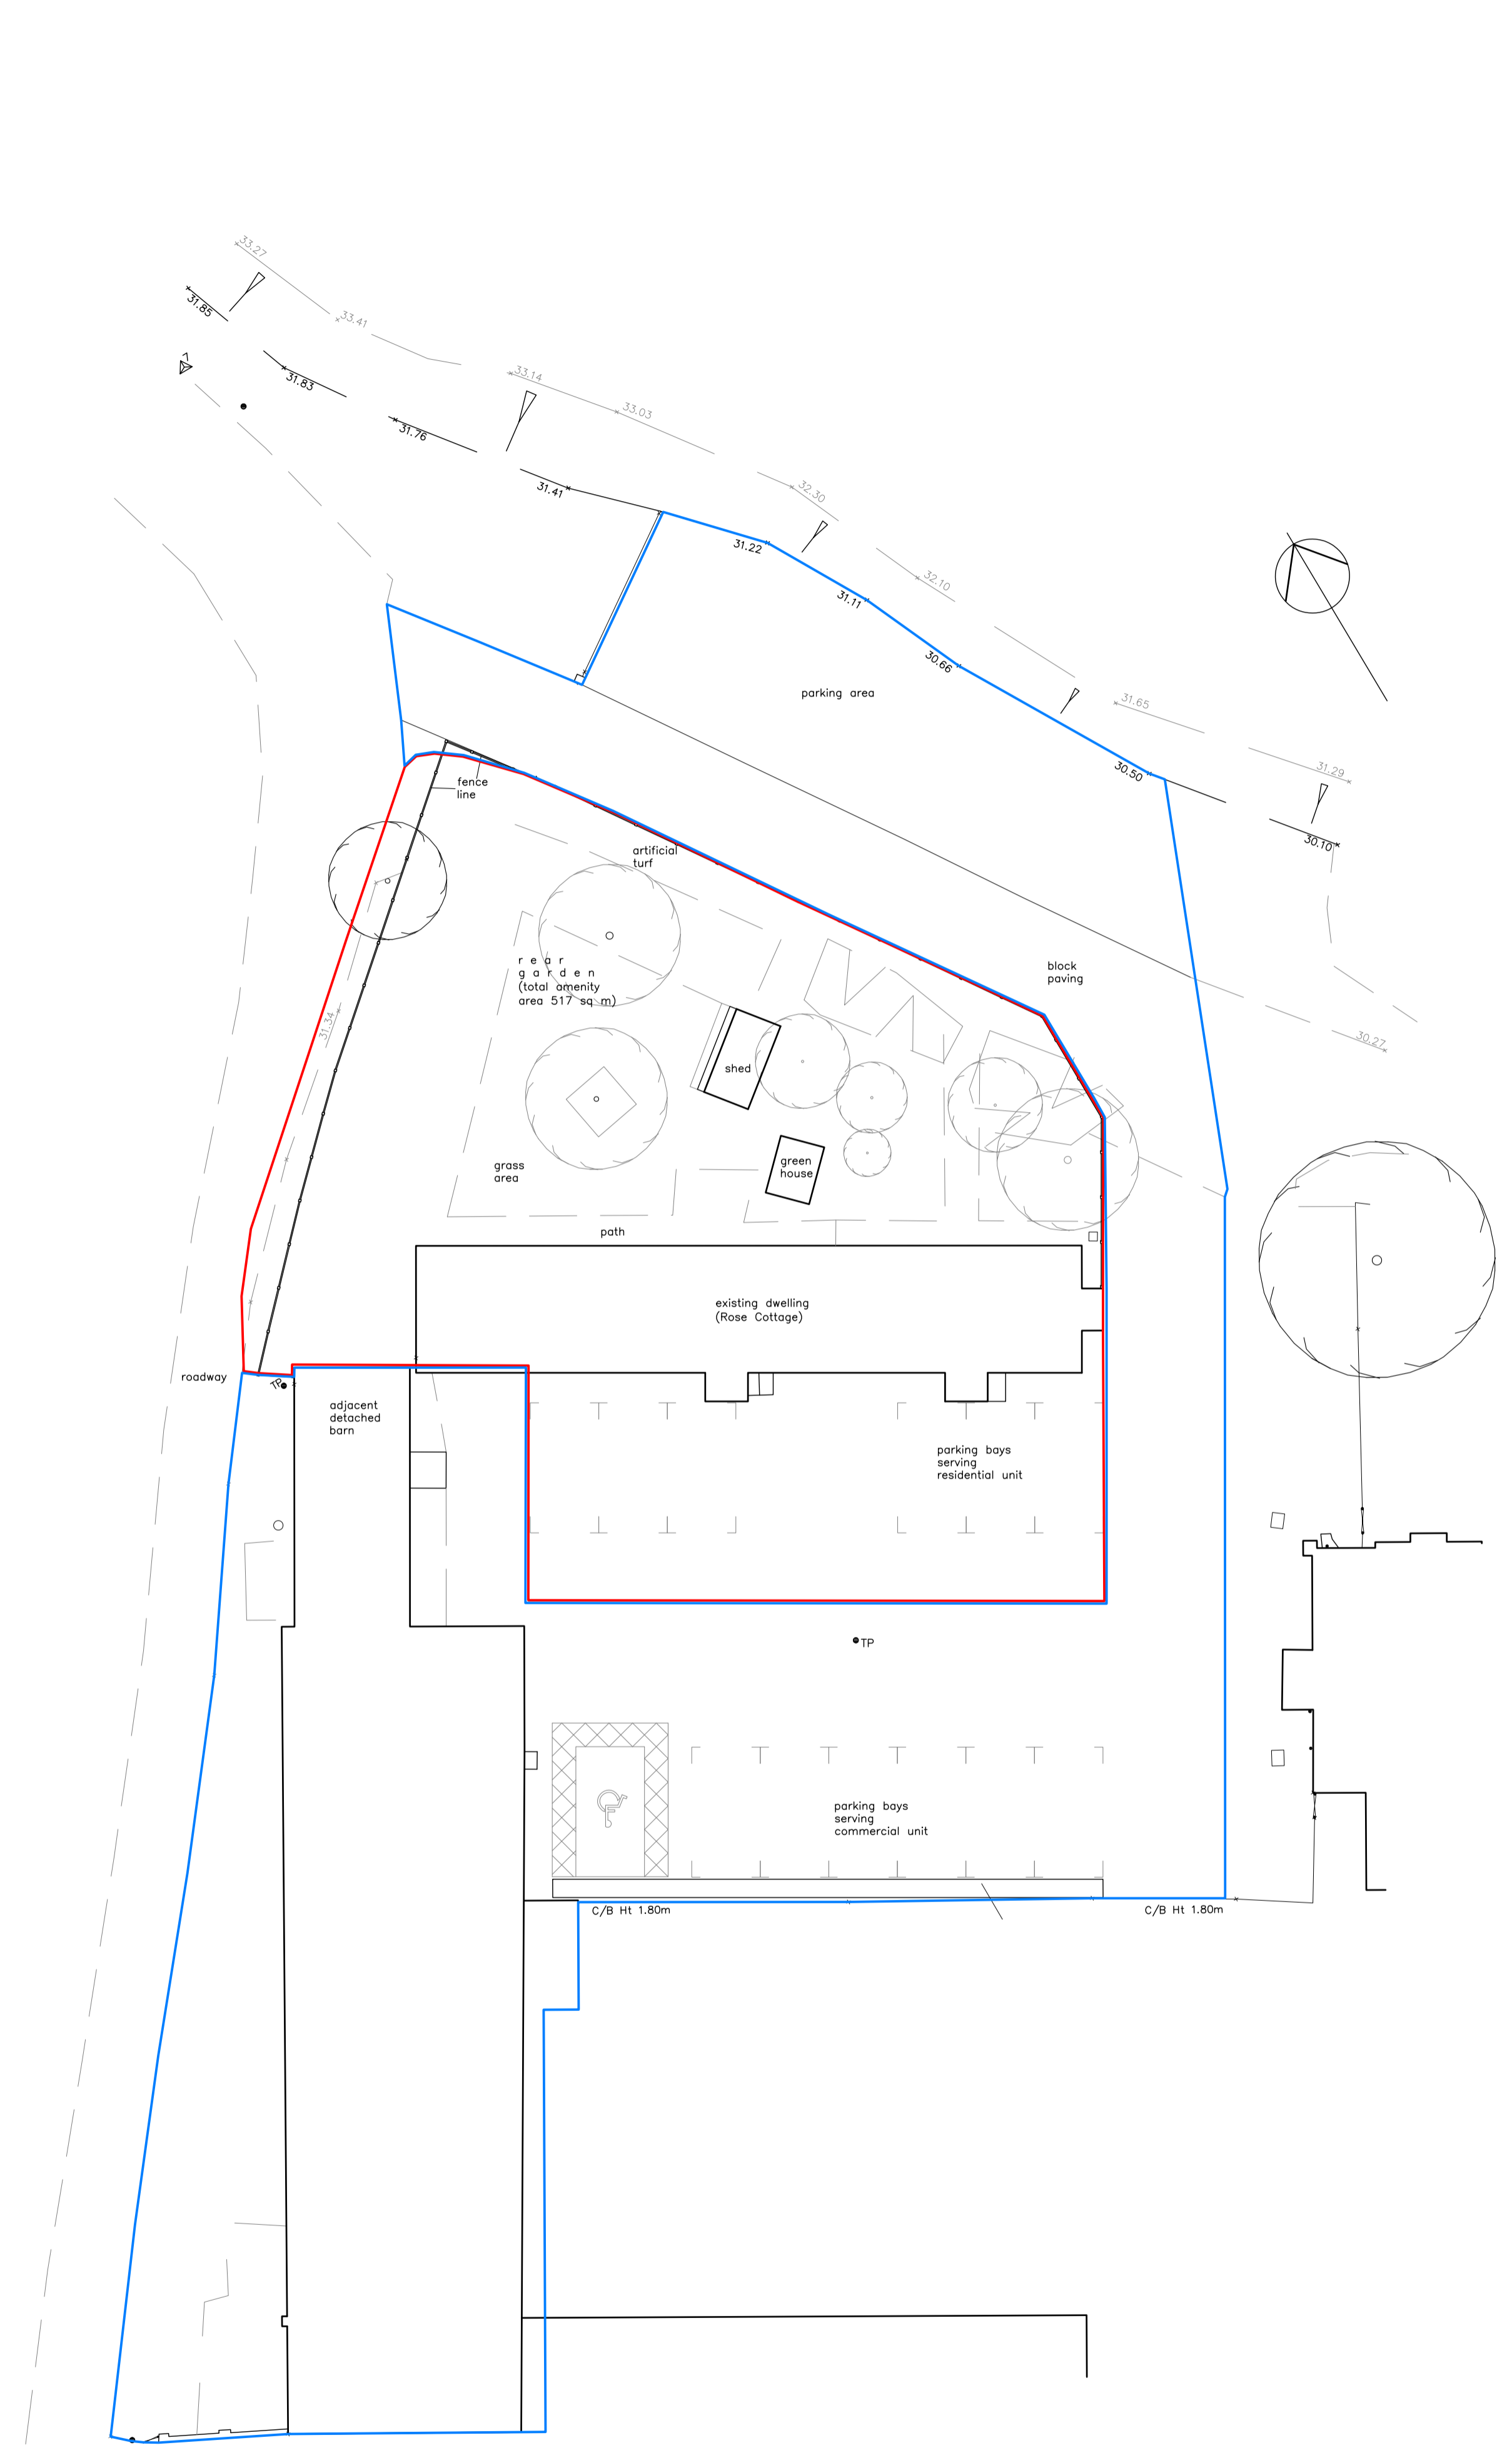 33.27
31.85
33.41
7
31.83
33.14
33.03
31.76
31.41
32.30
31.22
32.10
31.11
30.66
31.65
parking area
31.29
30.50
30.10
fence
line
artificial
turf
rear
garden
(total amenity
area 517 sq m)
block
paving
31.34
30.27
shed
green
house
grass
area
path
existing dwelling
(Rose Cottage)
roadway
TP
adjacent
detached
barn
parking bays
serving
residential unit
TP
parking bays
serving
commercial unit
C/B Ht 1.80m
C/B Ht 1.80m